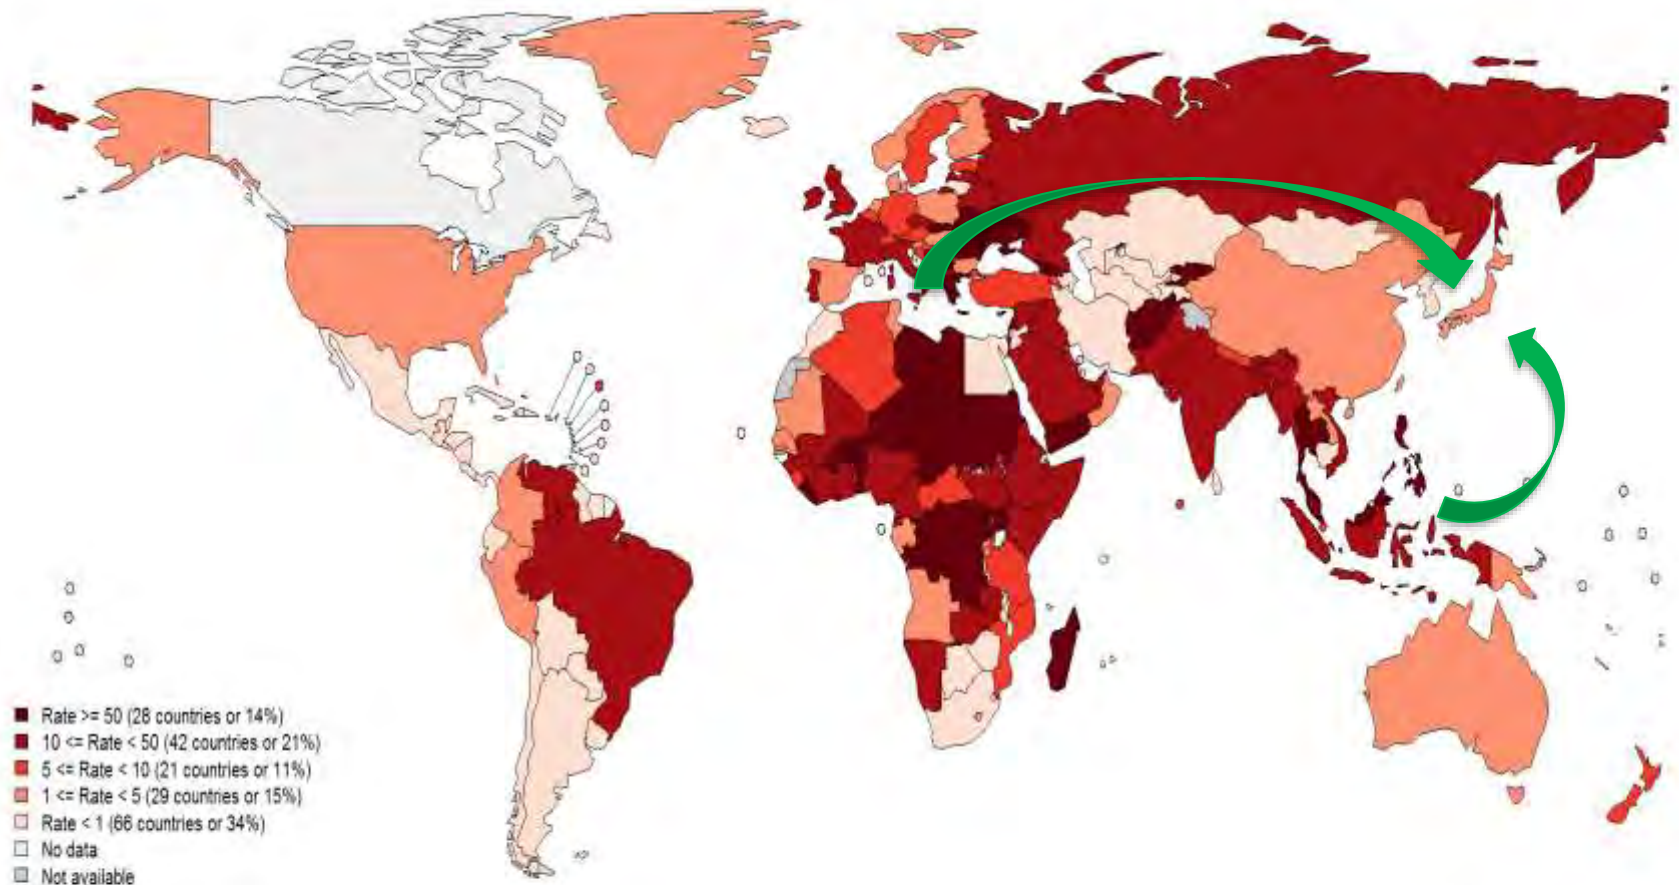 Rate >= 50 (28 countries or 14%)
10 <= Rate < 50 (42 countries or 21%)
5 <= Rate < 10 (21 countries or 11%)
1 <= Rate < 5 (29 countries or 15%)
Rate < 1 (66 countries or 34%)
No data
Not available